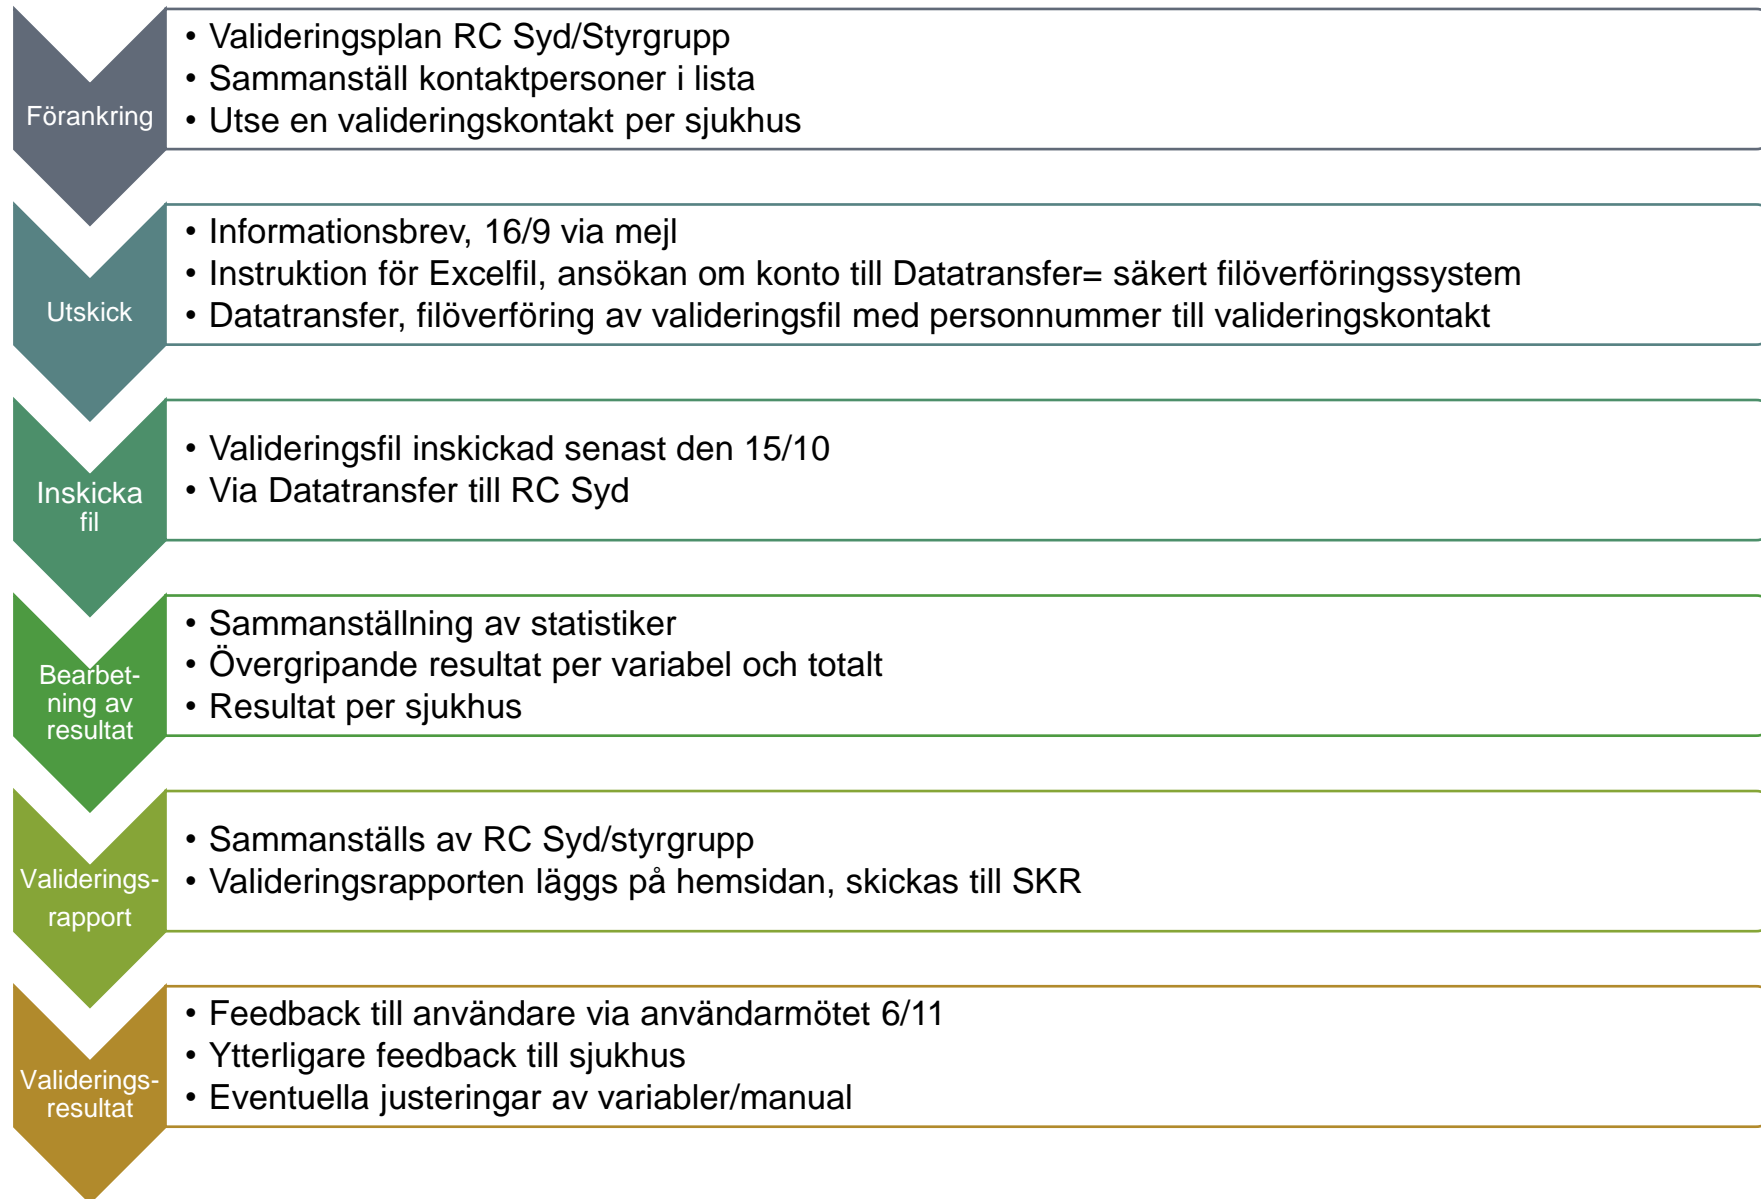 Förankring
• Valideringsplan RC Syd/Styrgrupp
• Sammanställ kontaktpersoner i lista
• Utse en valideringskontakt per sjukhus
Utskick
• Informationsbrev, 16/9 via mejl
• Instruktion för Excelfil, ansökan om konto till Datatransfer= säkert filöverföringssystem
• Datatransfer, filöverföring av valideringsfil med personnummer till valideringskontakt
Inskicka
fil
• Valideringsfil inskickad senast den 15/10
• Via Datatransfer till RC Syd
Bearbet-
ning av
resultat
• Sammanställning av statistiker
• Övergripande resultat per variabel och totalt
• Resultat per sjukhus
Validerings-
rapport
• Sammanställs av RC Syd/styrgrupp
• Valideringsrapporten läggs på hemsidan, skickas till SKR
Validerings-
resultat
• Feedback till användare via användarmötet 6/11
• Ytterligare feedback till sjukhus
• Eventuella justeringar av variabler/manual